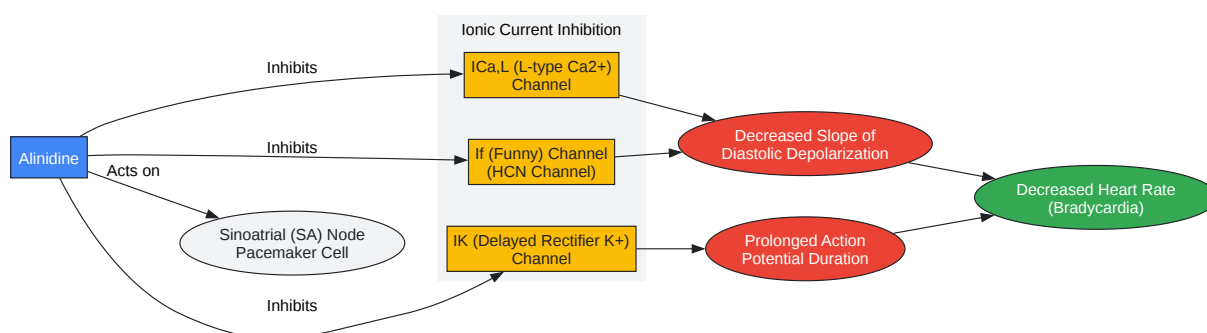 Ionic Current Inhibition
Inhibits
ICa,L (L-type Ca2+)
Channel
Decreased Slope of
Diastolic Depolarization
Alinidine
Inhibits
If (Funny) Channel
(HCN Channel)
Acts on
Decreased Heart Rate
(Bradycardia)
Sinoatrial (SA) Node
Pacemaker Cell
IK (Delayed Rectifier K+)
Channel
Prolonged Action
Potential Duration
Inhibits